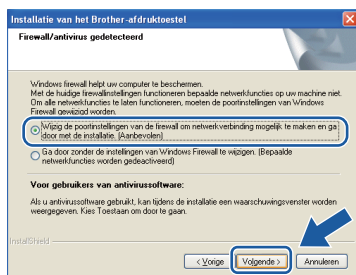 Installatie van het Brother-afdruktoestel
Firewall/antivirus gedetecteerd
Windows firewall helpt uw computer te beschermen.
Met de huidige firewallinstellingen functioneren bepaalde netwerkfuncties op uw machine niet.
Om alle netwerkfuncties te laten functioneren, moeten de poortinstellingen van Windows
Firewall gewijzigd worden.
Wijzig de poortinstellingen van de firewall om netwerkverbinding mogelijk te maken en ga
door met de installatie. (Aanbevolen)
Ga door zonder de instellingen van Windows Firewall te wijzigen. (Bepaalde
netwerkfuncties worden gedeactiveerd)
Voor gebruikers van antivirussoftware:
Als u antivirussoftware gebruikt, kan tijdens de installatie een waarschuwingsvenster worden
weergegeven. Kies Toestaan om door te gaan.
InstallShield
< Vorige
Volgende >
Annuleren